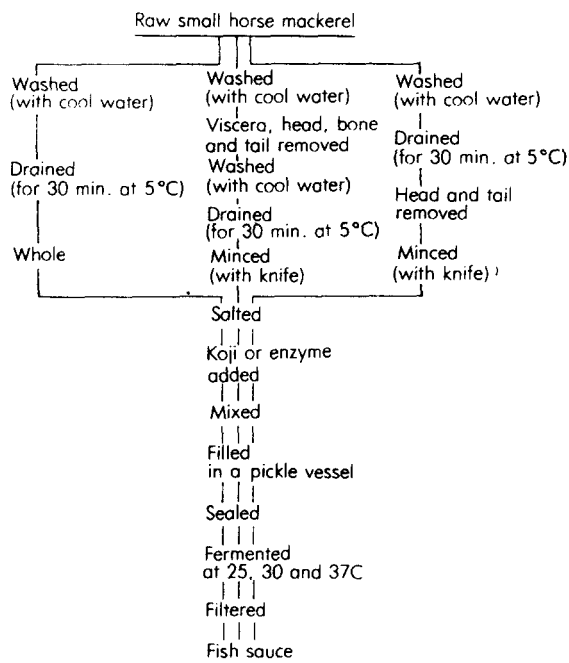 Raw small horse mackerel
Washed
(with cool water)
Drained
(for 30 min. at 5°C)
Whole
Washed
(with cool water)
Viscera, head, bone
and tail removed
Washed
(with cool water)
Drained
(for 30 min. at 5°C)
Minced
(with knife)
Washed
(with cool water)
Drained
(for 30 min. at 5°C)
Head and tail
removed
Minced
(with knife)
Salted
Koji or enzyme
added
Mixed
Filled
in a pickle vessel
Sealed
Fermented
at 25, 30 and 37C
Filtered
Fish sauce